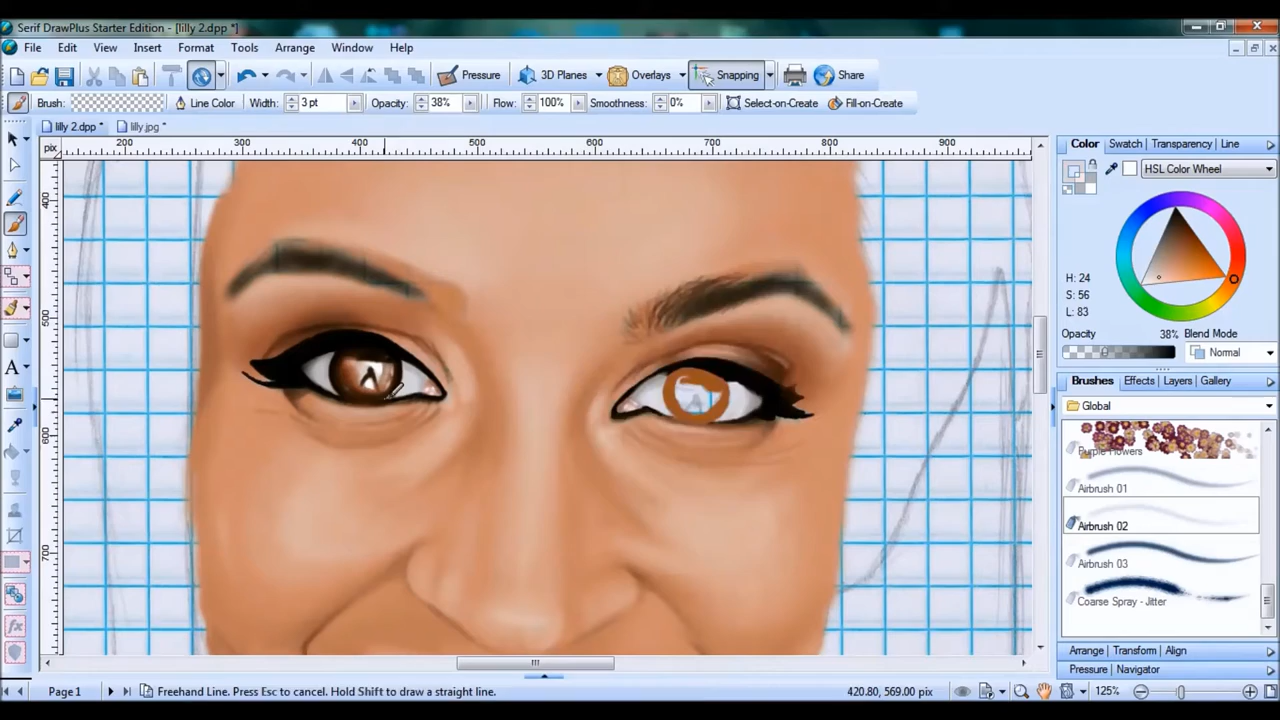 Serif DrawPlus Starter Edition - [lilly 2.dpp *]
File Edit View Insert Format Tools Arrange Window Help
Pressure 3D Planes Overlays Snapping Share
Brush: Line Color Width: 3 pt Opacity: 38% Flow: 100% Smoothness: 0% Select-on-Create Fill-on-Create
lilly 2.dpp * lilly.jpg *
pix 200 300 400 500 600 700 800 900
400
500
600
700
Color Swatch Transparency Line
HSL Color Wheel
H: 24
S: 56
L: 83
Opacity 38% Blend Mode
Normal
Brushes Effects Layers Gallery
Global
Purple Flowers
Airbrush 01
Airbrush 02
Airbrush 03
Coarse Spray - Jitter
Arrange Transform Align
Pressure Navigator
Page 1 Freehand Line. Press Esc to cancel. Hold Shift to draw a straight line. 420.80, 569.00 pix 125%